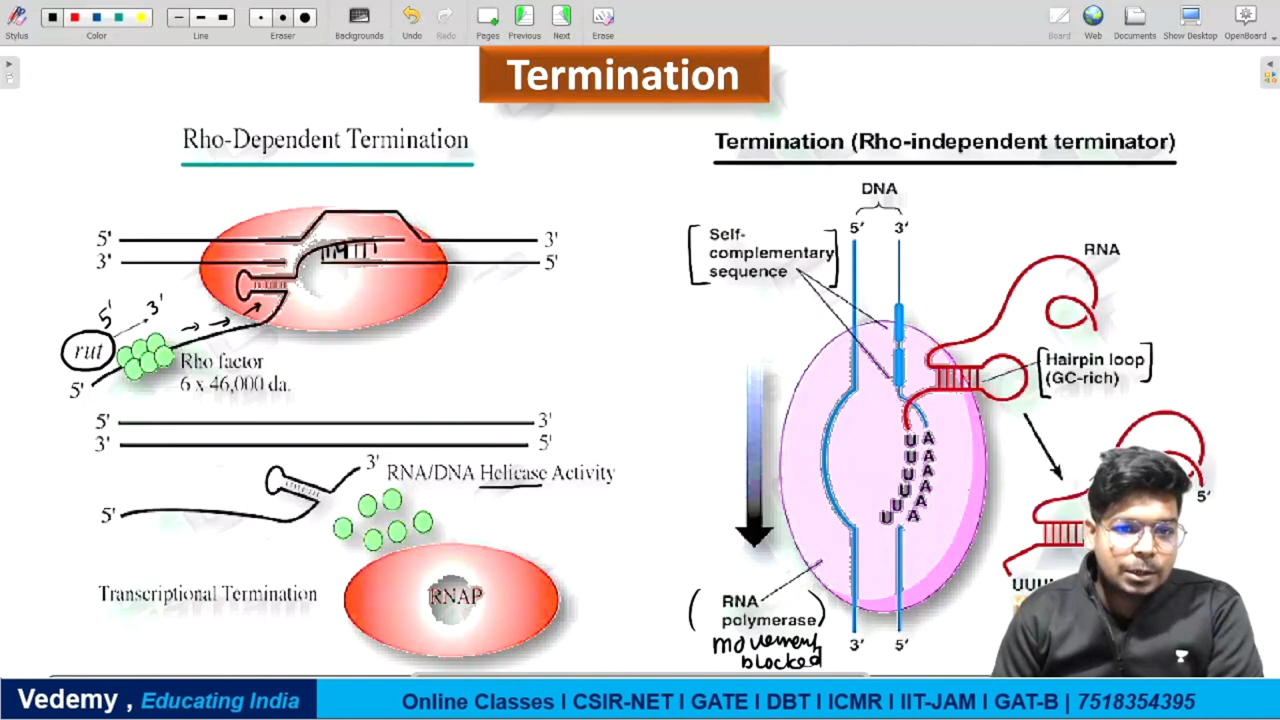 Stylus
Color
Line
Eraser
Backgrounds
Undo
Redo
Pages
Previous
Next
Erase
Board
Web
Documents
Show Desktop
OpenBoard
Termination
Rho-Dependent Termination
5' 3'
3' 5'
5' 3'
rut
Rho factor
6 x 46,000 da.
5'
5' 3'
3' 5'
3'
RNA/DNA Helicase Activity
5'
Transcriptional Termination
RNAP
Termination (Rho-independent terminator)
DNA
5' 3'
Self-
complementary
sequence
RNA
Hairpin loop
(GC-rich)
U A
U A
U A
U A
U A
U A
5'
UUU
RNA
polymerase
movement
blocked
3' 5'
Vedemy , Educating India
Online Classes I CSIR-NET I GATE I DBT I ICMR I IIT-JAM I GAT-B | 7518354395